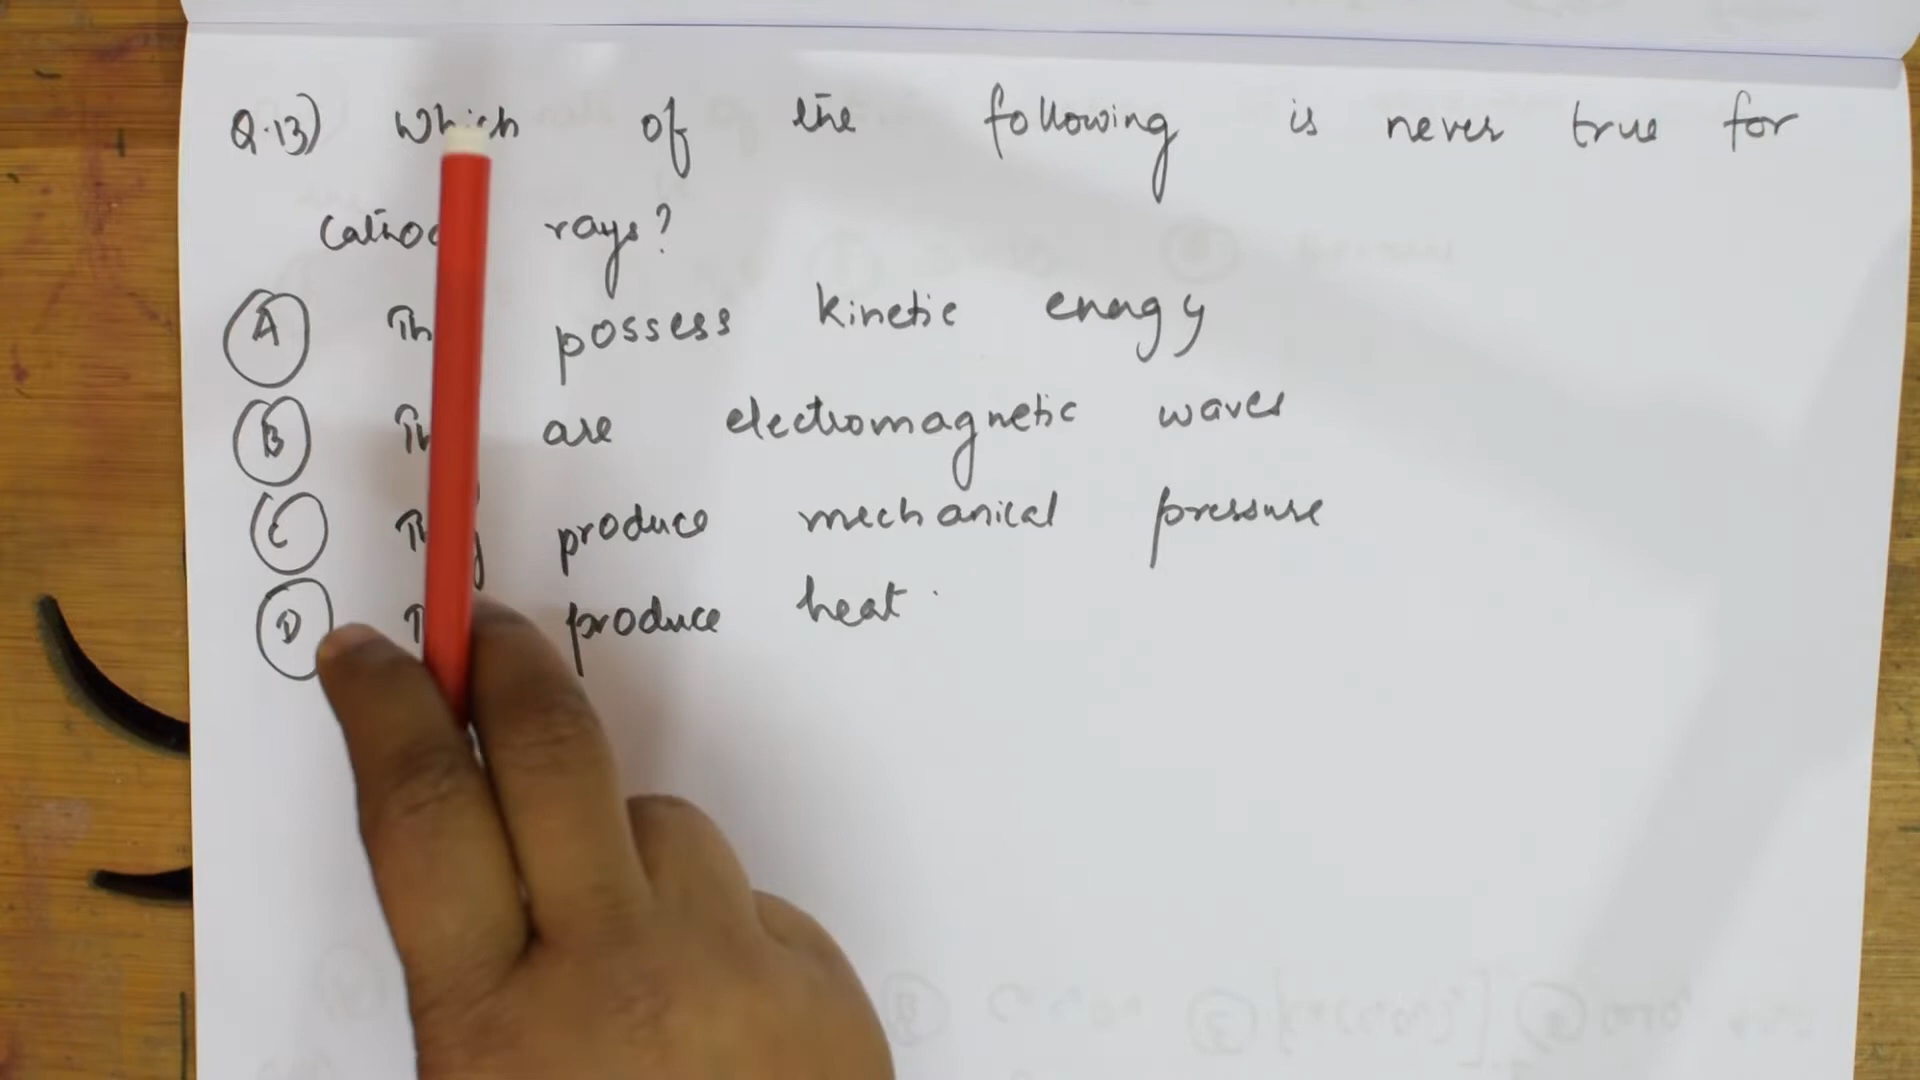 Q.13) Which of the following is never true for
rays?
A possess kinetic energy
B are electromagnetic waves
C They produce mechanical pressure
D produce heat.